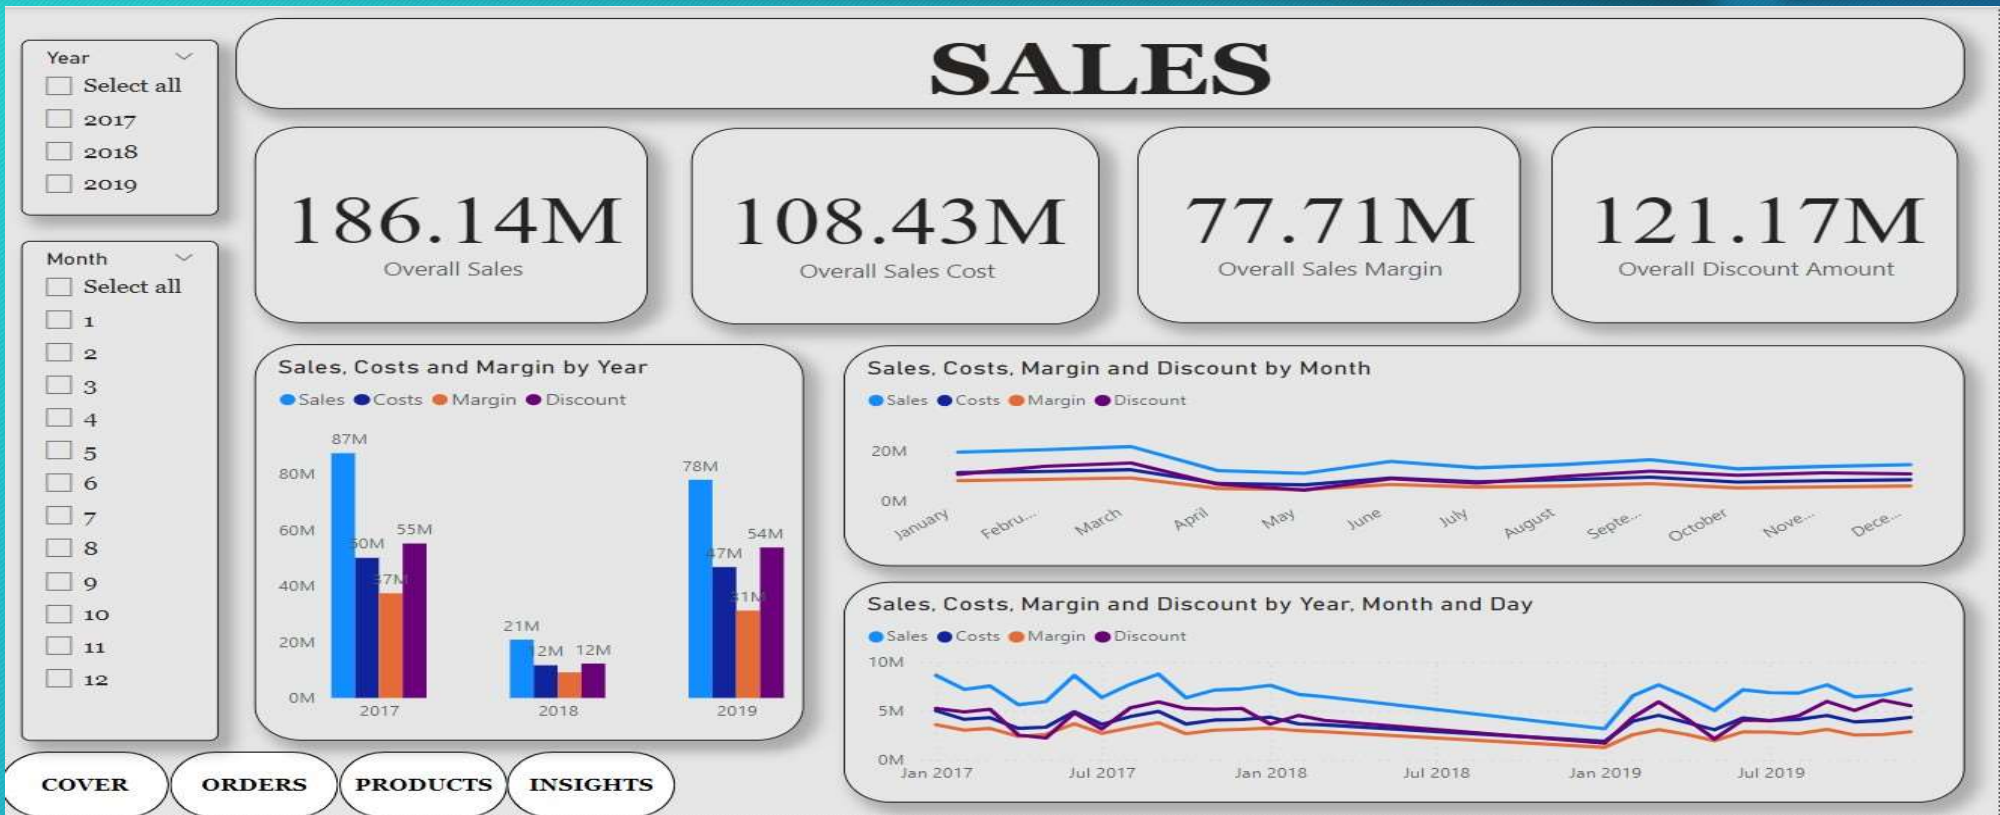 SALES
Year
Select all
2017
2018
2019
Month
Select all
1
2
3
4
5
6
7
8
9
10
11
12
186.14M
Overall Sales
108.43M
Overall Sales Cost
77.71M
Overall Sales Margin
121.17M
Overall Discount Amount
Sales, Costs and Margin by Year
Sales Costs Margin Discount
80M
60M
40M
20M
0M
87M
50M
37M
55M
21M
12M
12M
78M
47M
31M
54M
2017 2018 2019
Sales, Costs, Margin and Discount by Month
Sales Costs Margin Discount
20M
0M
January Febru... March April May June July August Septe... October Nove... Dece...
Sales, Costs, Margin and Discount by Year, Month and Day
Sales Costs Margin Discount
10M
5M
0M
Jan 2017 Jul 2017 Jan 2018 Jul 2018 Jan 2019 Jul 2019
COVER ORDERS PRODUCTS INSIGHTS